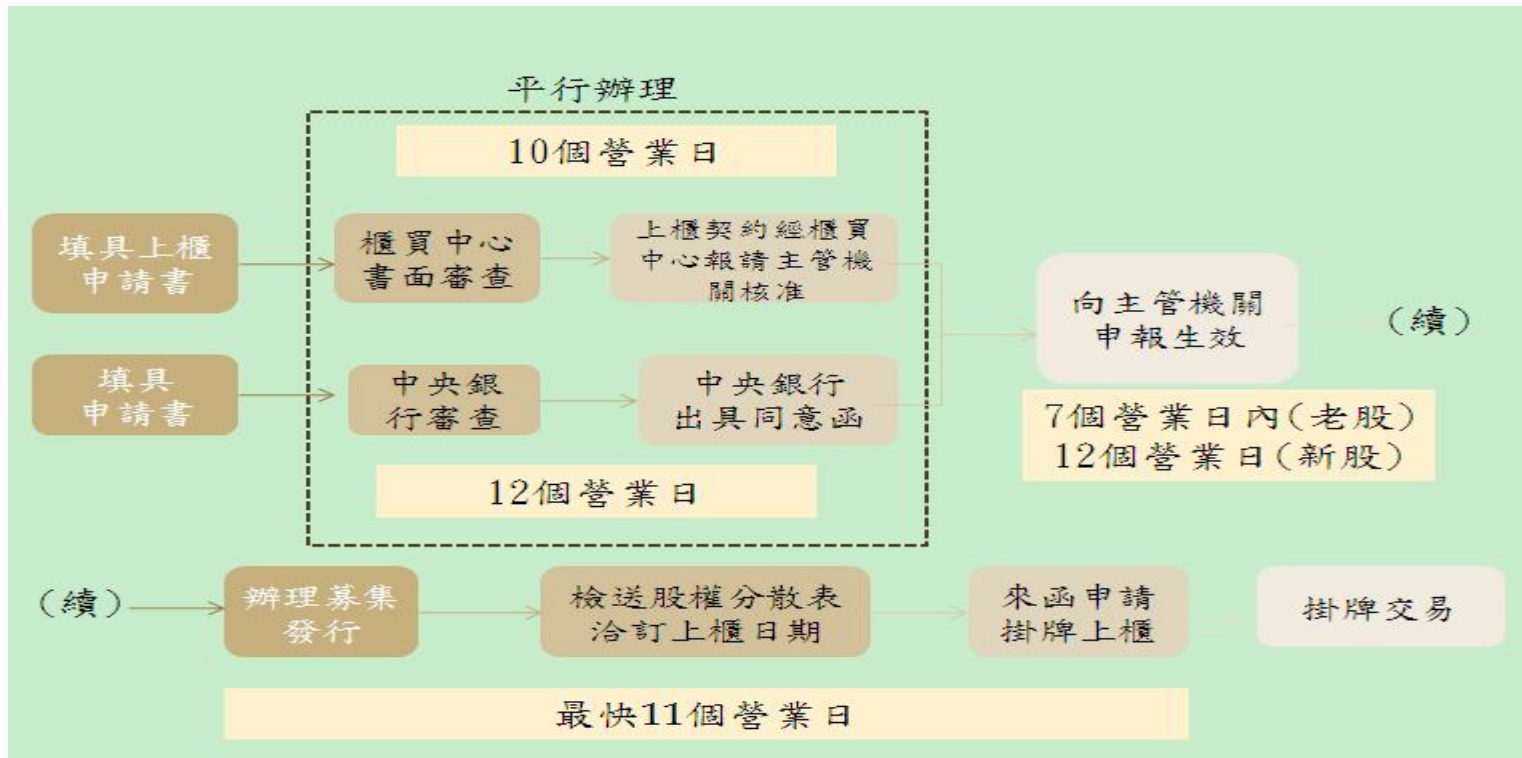 平行辦理
10個營業日
填具上櫃
申請書
櫃買中心
書面審查
上櫃契約經櫃買
中心報請主管機
關核准
填具
申請書
中央銀
行審查
中央銀行
出具同意函
12個營業日
向主管機關
申報生效
(續)
7個營業日內(老股)
12個營業日(新股)
(續)
辦理募集
發行
檢送股權分散表
洽訂上櫃日期
來函申請
掛牌上櫃
掛牌交易
最快11個營業日